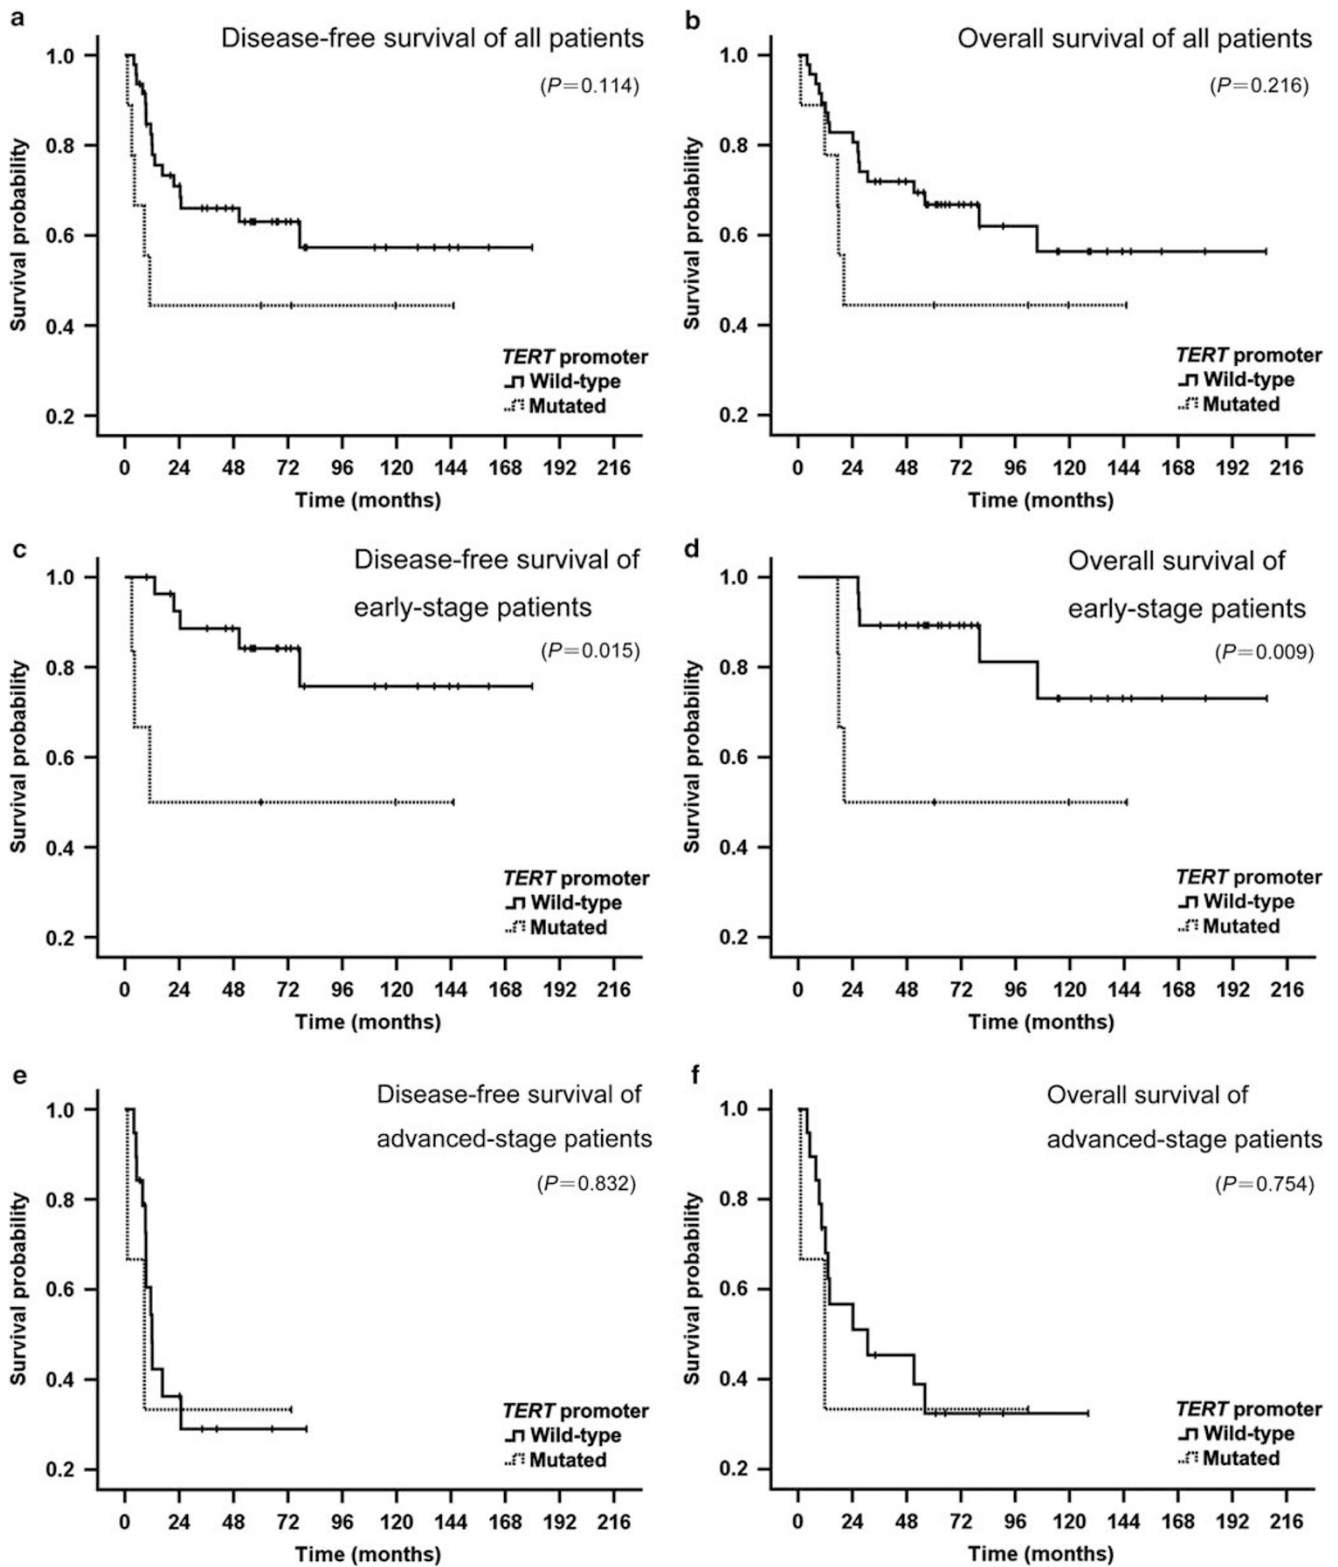 a
Disease-free survival of all patients
(P=0.114)
1.0
0.8
0.6
0.4
0.2
Survival probability
TERT promoter
Wild-type
Mutated
0 24 48 72 96 120 144 168 192 216
Time (months)
b
Overall survival of all patients
(P=0.216)
1.0
0.8
0.6
0.4
0.2
Survival probability
TERT promoter
Wild-type
Mutated
0 24 48 72 96 120 144 168 192 216
Time (months)
c
Disease-free survival of
early-stage patients
(P=0.015)
1.0
0.8
0.6
0.4
0.2
Survival probability
TERT promoter
Wild-type
Mutated
0 24 48 72 96 120 144 168 192 216
Time (months)
d
Overall survival of
early-stage patients
(P=0.009)
1.0
0.8
0.6
0.4
0.2
Survival probability
TERT promoter
Wild-type
Mutated
0 24 48 72 96 120 144 168 192 216
Time (months)
e
Disease-free survival of
advanced-stage patients
(P=0.832)
1.0
0.8
0.6
0.4
0.2
Survival probability
TERT promoter
Wild-type
Mutated
0 24 48 72 96 120 144 168 192 216
Time (months)
f
Overall survival of
advanced-stage patients
(P=0.754)
1.0
0.8
0.6
0.4
0.2
Survival probability
TERT promoter
Wild-type
Mutated
0 24 48 72 96 120 144 168 192 216
Time (months)